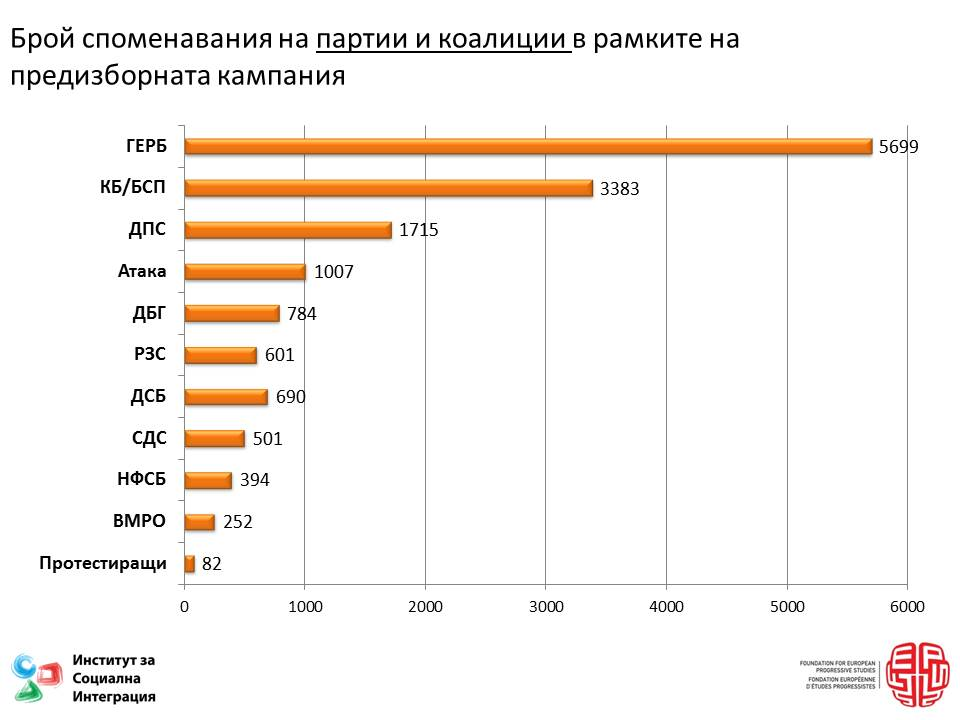 Брой споменавания на партии и коалиции в рамките на
предизборната кампания
ГЕРБ 5699
КБ/БСП 3383
ДПС 1715
Атака 1007
ДБГ 784
РЗС 601
ДСБ 690
СДС 501
НФСБ 394
ВМРО 252
Протестиращи 82
0 1000 2000 3000 4000 5000 6000
Институт за
Социална
Интеграция
FOUNDATION FOR EUROPEAN
PROGRESSIVE STUDIES
FONDATION EUROPÉENNE
D'ÉTUDES PROGRESSISTES